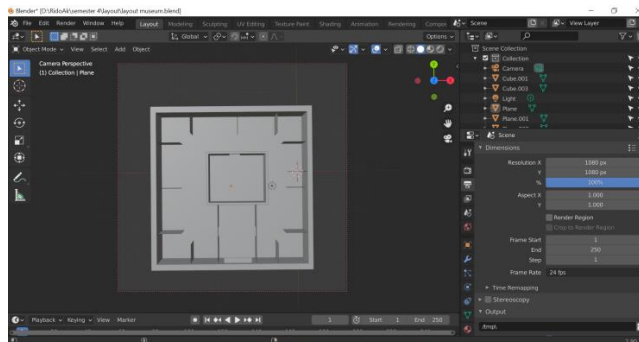 Blender* [D:\RidoAli\semester 4\layout\layout museum.blend]
File Edit Render Window Help Layout Modeling Sculpting UV Editing Texture Paint Shading Animation Rendering Compos Scene View Layer
Global Options
Object Mode View Select Add Object
Camera Perspective
(1) Collection | Plane
Scene Collection
Collection
Camera
Cube.001
Cube.003
Light
Plane
Plane.001
Scene
Dimensions
Resolution X 1080 px
Y 1080 px
% 100%
Aspect X 1.000
Y 1.000
Render Region
Crop to Render Region
Frame Start 1
End 250
Step 1
Frame Rate 24 fps
Time Remapping
Stereoscopy
Output
/tmp\
Playback Keying View Marker 1 Start 1 End 250